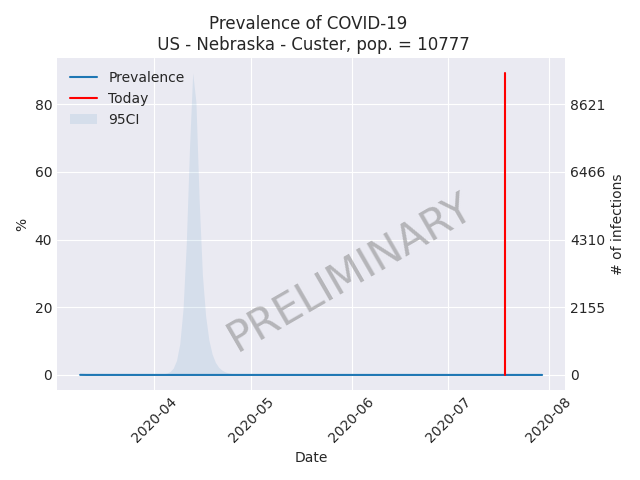 Prevalence of COVID-19
US - Nebraska - Custer, pop. = 10777
Prevalence
Today
95CI
80
60
40
20
0
%
8621
6466
4310
2155
0
# of infections
PRELIMINARY
2020-04
2020-05
2020-06
2020-07
2020-08
Date